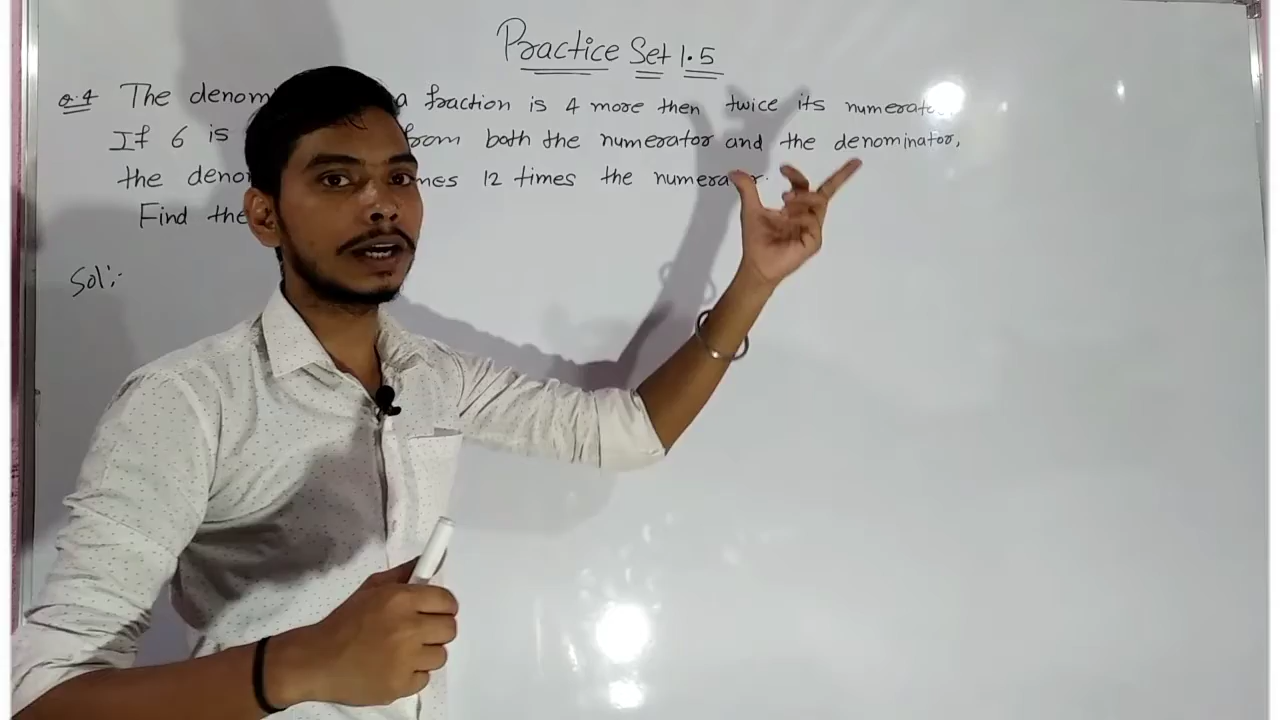 Practice Set 1.5
Q.4 The denom a fraction is 4 more then twice its numerato
If 6 is from both the numerator and the denominator,
the deno mes 12 times the numera r.
Find the
Sol:-